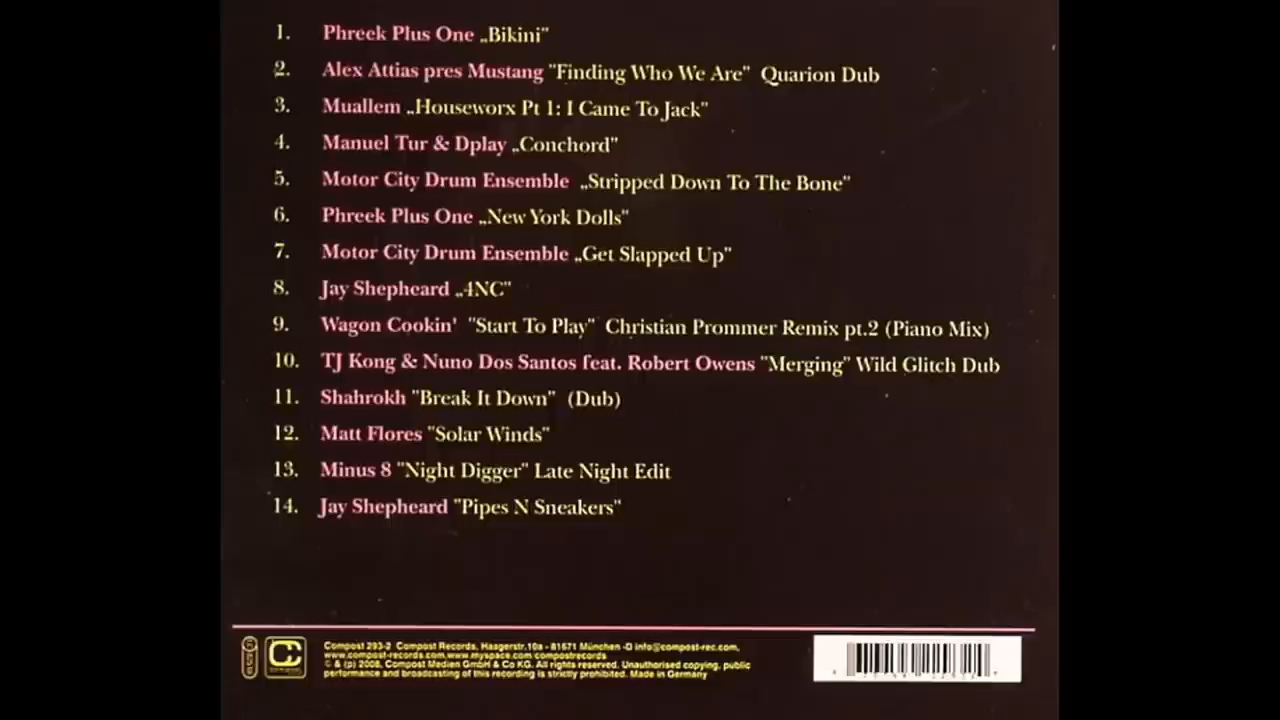 1. Phreek Plus One „Bikini"
2. Alex Attias pres Mustang "Finding Who We Are" Quarion Dub
3. Muallem „Houseworx Pt 1: I Came To Jack"
4. Manuel Tur & Dplay „Conchord"
5. Motor City Drum Ensemble „Stripped Down To The Bone"
6. Phreek Plus One „New York Dolls"
7. Motor City Drum Ensemble „Get Slapped Up"
8. Jay Shepheard „4NC"
9. Wagon Cookin' "Start To Play" Christian Prommer Remix pt.2 (Piano Mix)
10. TJ Kong & Nuno Dos Santos feat. Robert Owens "Merging" Wild Glitch Dub
11. Shahrokh "Break It Down" (Dub)
12. Matt Flores "Solar Winds"
13. Minus 8 "Night Digger" Late Night Edit
14. Jay Shepheard "Pipes N Sneakers"
Compost 293-2 Compost Records, Haagerstr.10a - 81671 München -D info@compost-rec.com,
www.compost-records.com,www.myspace.com/compostrecords
© & (p) 2008, Compost Medien GmbH & Co KG. All rights reserved. Unauthorised copying, public
performance and broadcasting of this recording is strictly prohibited. Made in Germany